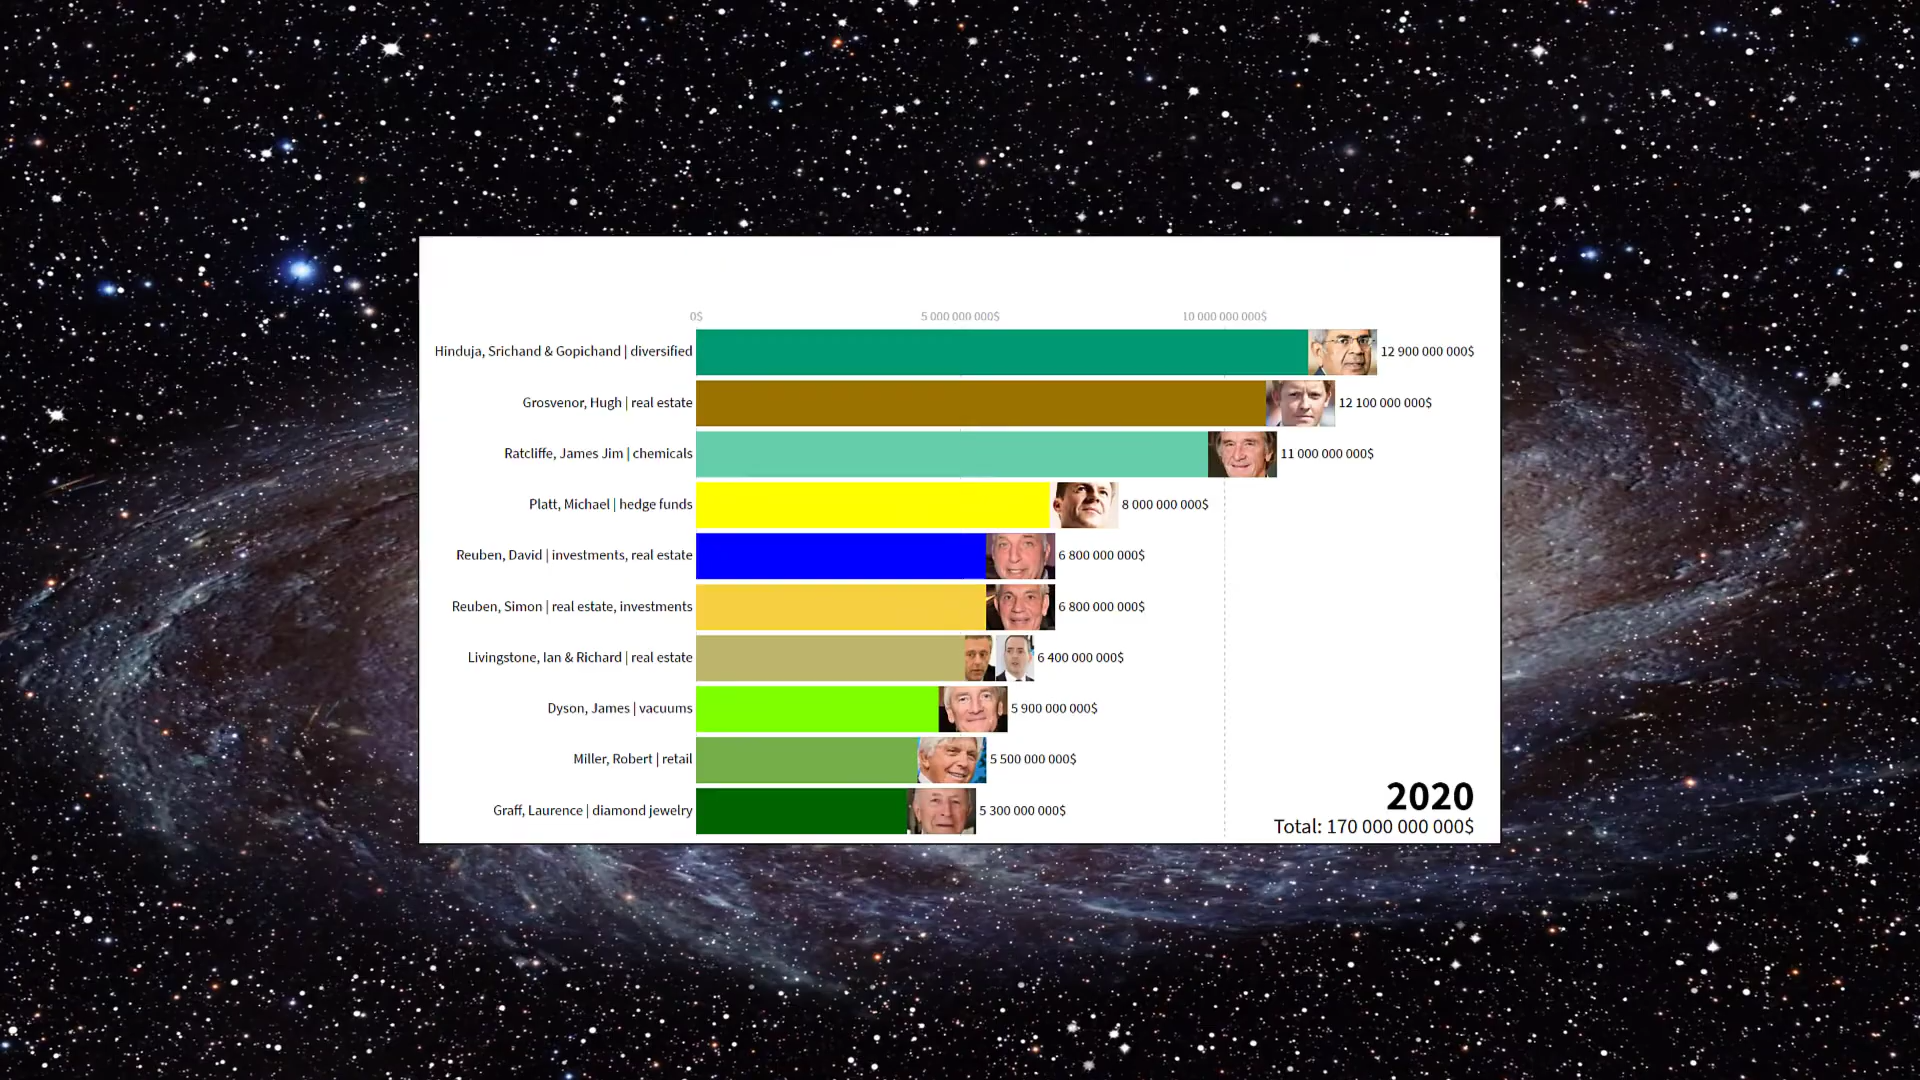 0$ 5 000 000 000$ 10 000 000 000$
Hinduja, Srichand & Gopichand | diversified 12 900 000 000$
Grosvenor, Hugh | real estate 12 100 000 000$
Ratcliffe, James Jim | chemicals 11 000 000 000$
Platt, Michael | hedge funds 8 000 000 000$
Reuben, David | investments, real estate 6 800 000 000$
Reuben, Simon | real estate, investments 6 800 000 000$
Livingstone, Ian & Richard | real estate 6 400 000 000$
Dyson, James | vacuums 5 900 000 000$
Miller, Robert | retail 5 500 000 000$
Graff, Laurence | diamond jewelry 5 300 000 000$
2020
Total: 170 000 000 000$